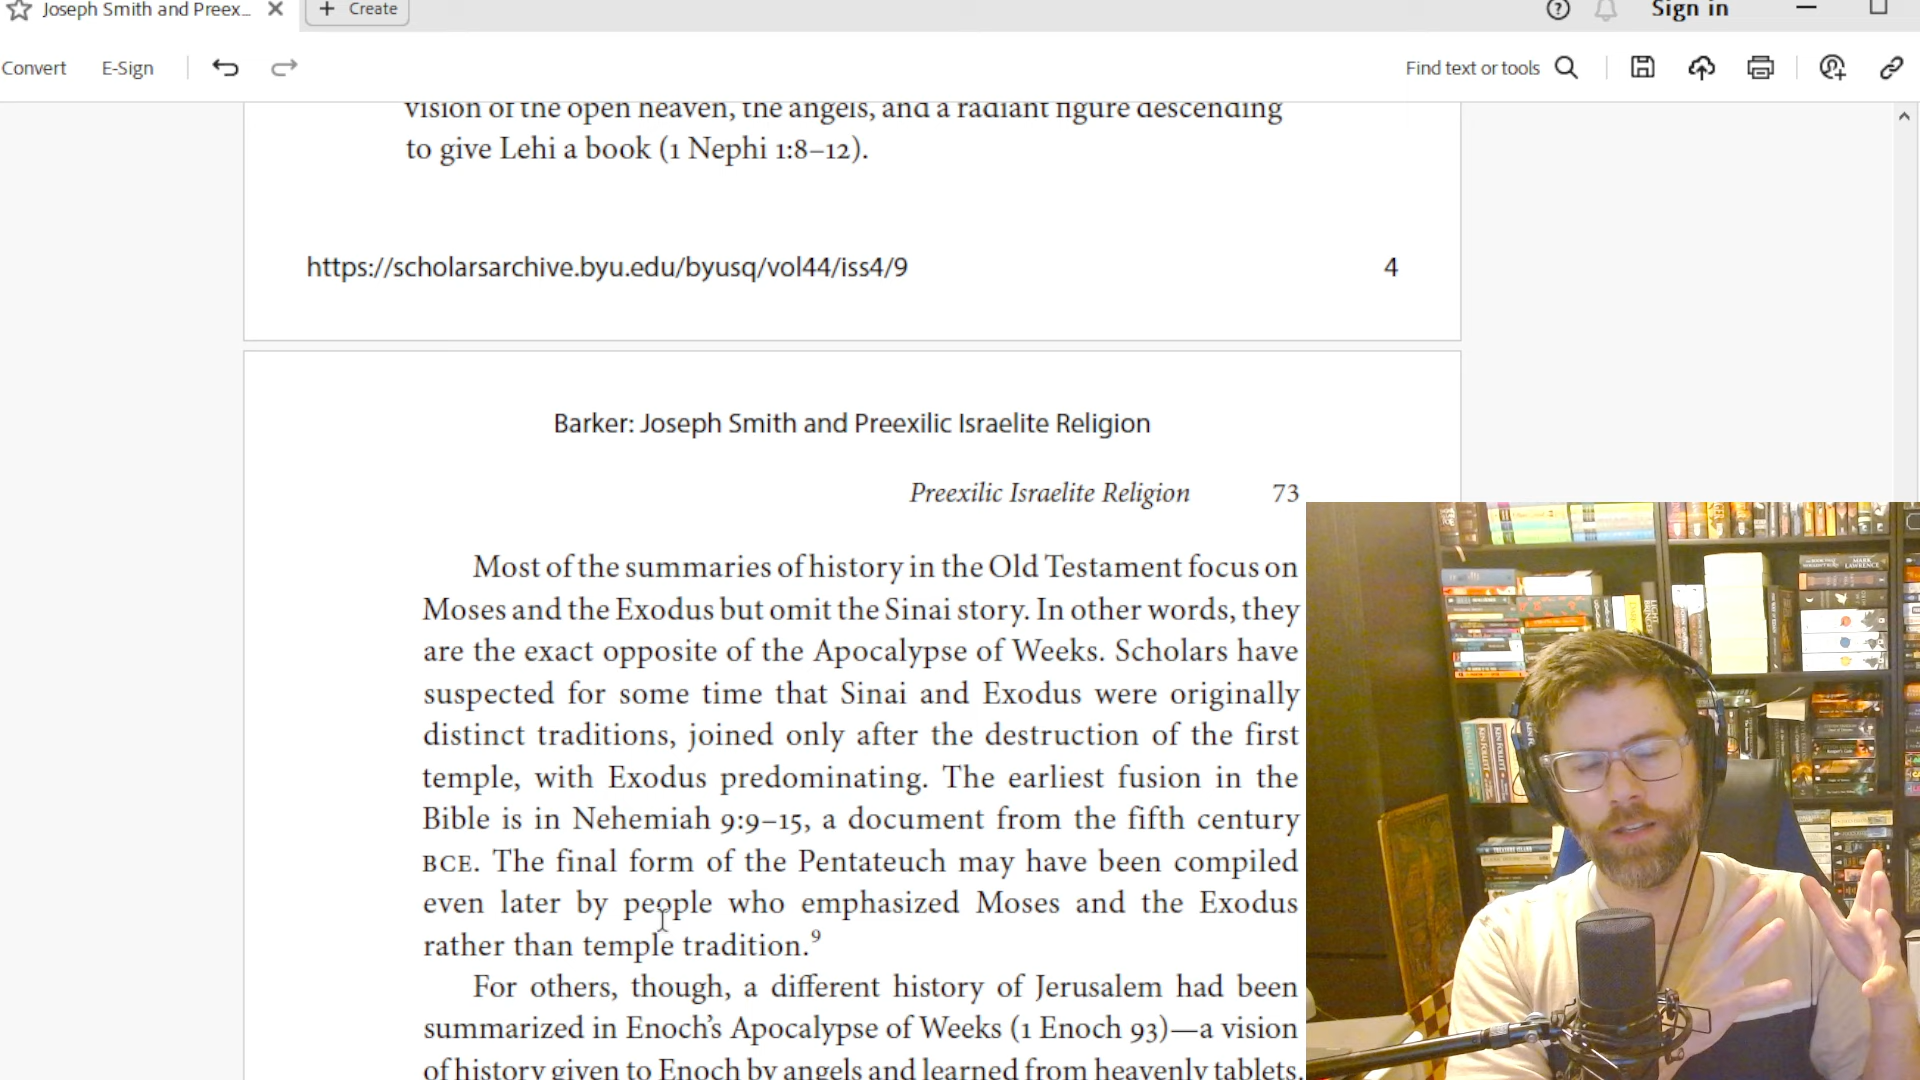 Joseph Smith and Preex...
Create
Sign in
Convert
E-Sign
Find text or tools
vision of the open heaven, the angels, and a radiant figure descending
to give Lehi a book (1 Nephi 1:8–12).
https://scholarsarchive.byu.edu/byusq/vol44/iss4/9
4
Barker: Joseph Smith and Preexilic Israelite Religion
Preexilic Israelite Religion 73
Most of the summaries of history in the Old Testament focus on
Moses and the Exodus but omit the Sinai story. In other words, they
are the exact opposite of the Apocalypse of Weeks. Scholars have
suspected for some time that Sinai and Exodus were originally
distinct traditions, joined only after the destruction of the first
temple, with Exodus predominating. The earliest fusion in the
Bible is in Nehemiah 9:9–15, a document from the fifth century
BCE. The final form of the Pentateuch may have been compiled
even later by people who emphasized Moses and the Exodus
rather than temple tradition.9
For others, though, a different history of Jerusalem had been
summarized in Enoch's Apocalypse of Weeks (1 Enoch 93)—a vision
of history given to Enoch by angels and learned from heavenly tablets.
MARK
LAWRENCE
KEN FOLLETT